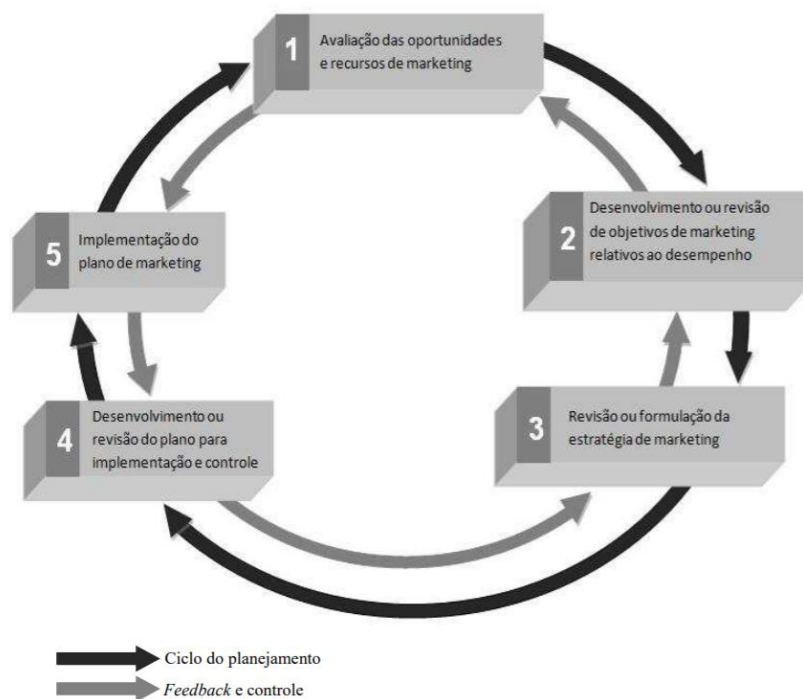 1
Avaliação das oportunidades
e recursos de marketing
2
Desenvolvimento ou revisão
de objetivos de marketing
relativos ao desempenho
3
Revisão ou formulação da
estratégia de marketing
4
Desenvolvimento ou
revisão do plano para
implementação e controle
5
Implementação do
plano de marketing
Ciclo do planejamento
Feedback e controle